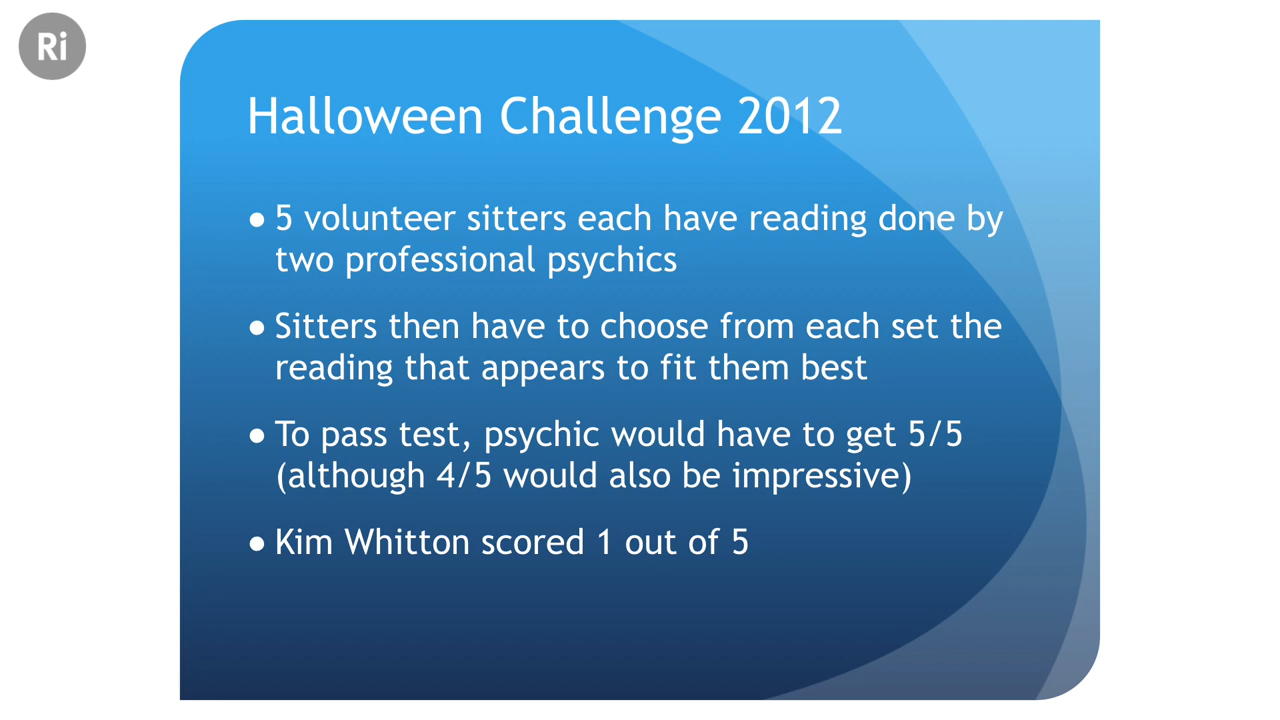 Ri
Halloween Challenge 2012
● 5 volunteer sitters each have reading done by
two professional psychics
● Sitters then have to choose from each set the
reading that appears to fit them best
● To pass test, psychic would have to get 5/5
(although 4/5 would also be impressive)
● Kim Whitton scored 1 out of 5